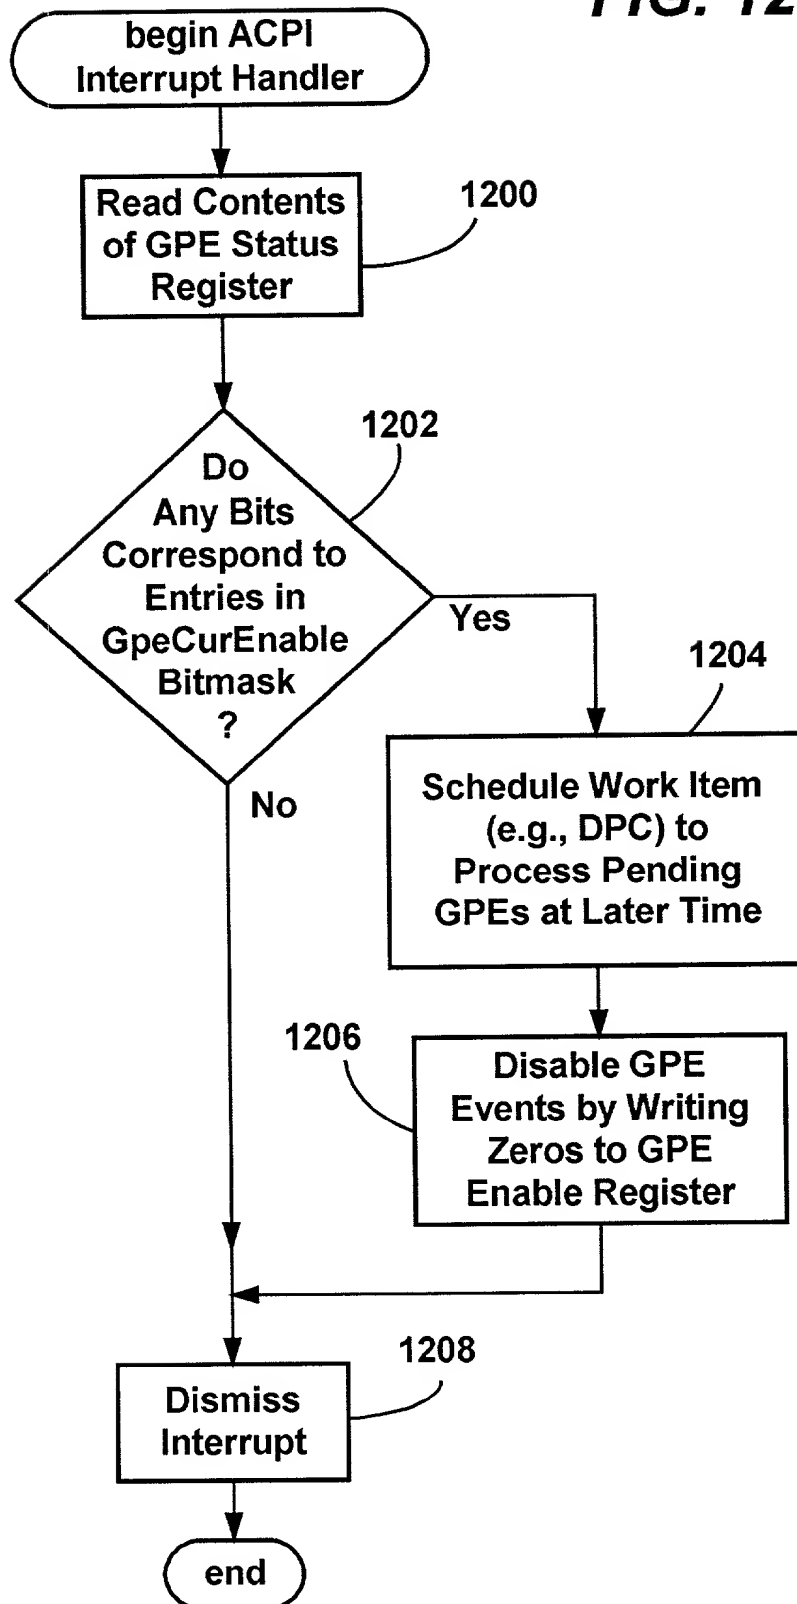 FIG. 12
begin ACPI
Interrupt Handler
Read Contents
of GPE Status
Register
1200
1202
Do
Any Bits
Correspond to
Entries in
GpeCurEnable
Bitmask
?
Yes
No
1204
Schedule Work Item
(e.g., DPC) to
Process Pending
GPEs at Later Time
1206
Disable GPE
Events by Writing
Zeros to GPE
Enable Register
1208
Dismiss
Interrupt
end